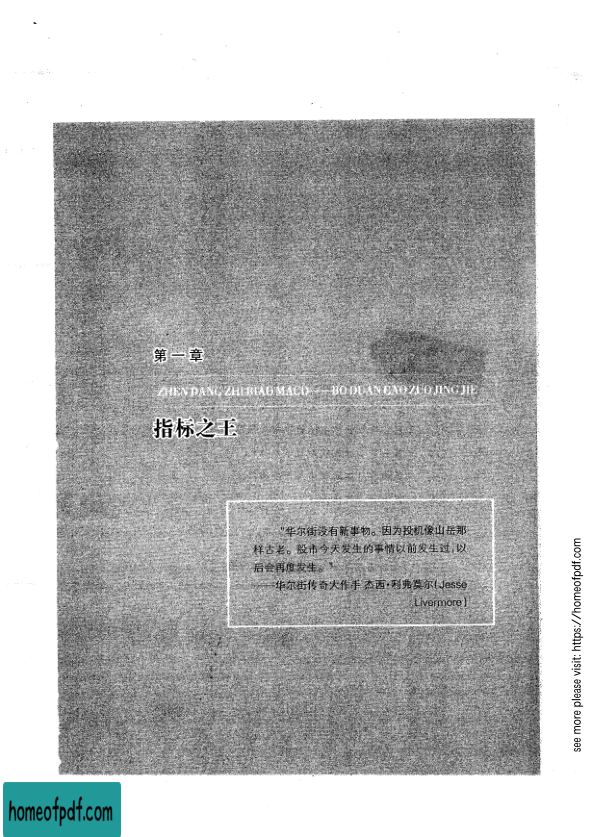 第一章
ZHEN DANG ZHI BIAO MACD——BO DUAN CAO ZUO JING JIE
指标之王
“华尔街没有新事物。因为投机像山岳那
样古老。股市今天发生的事情以前发生过，以
后会再度发生。”
——华尔街传奇大作手 杰西·利弗莫尔(Jesse
Livermore)
see more please visit: https://homeofpdf.com
homeofpdf.com